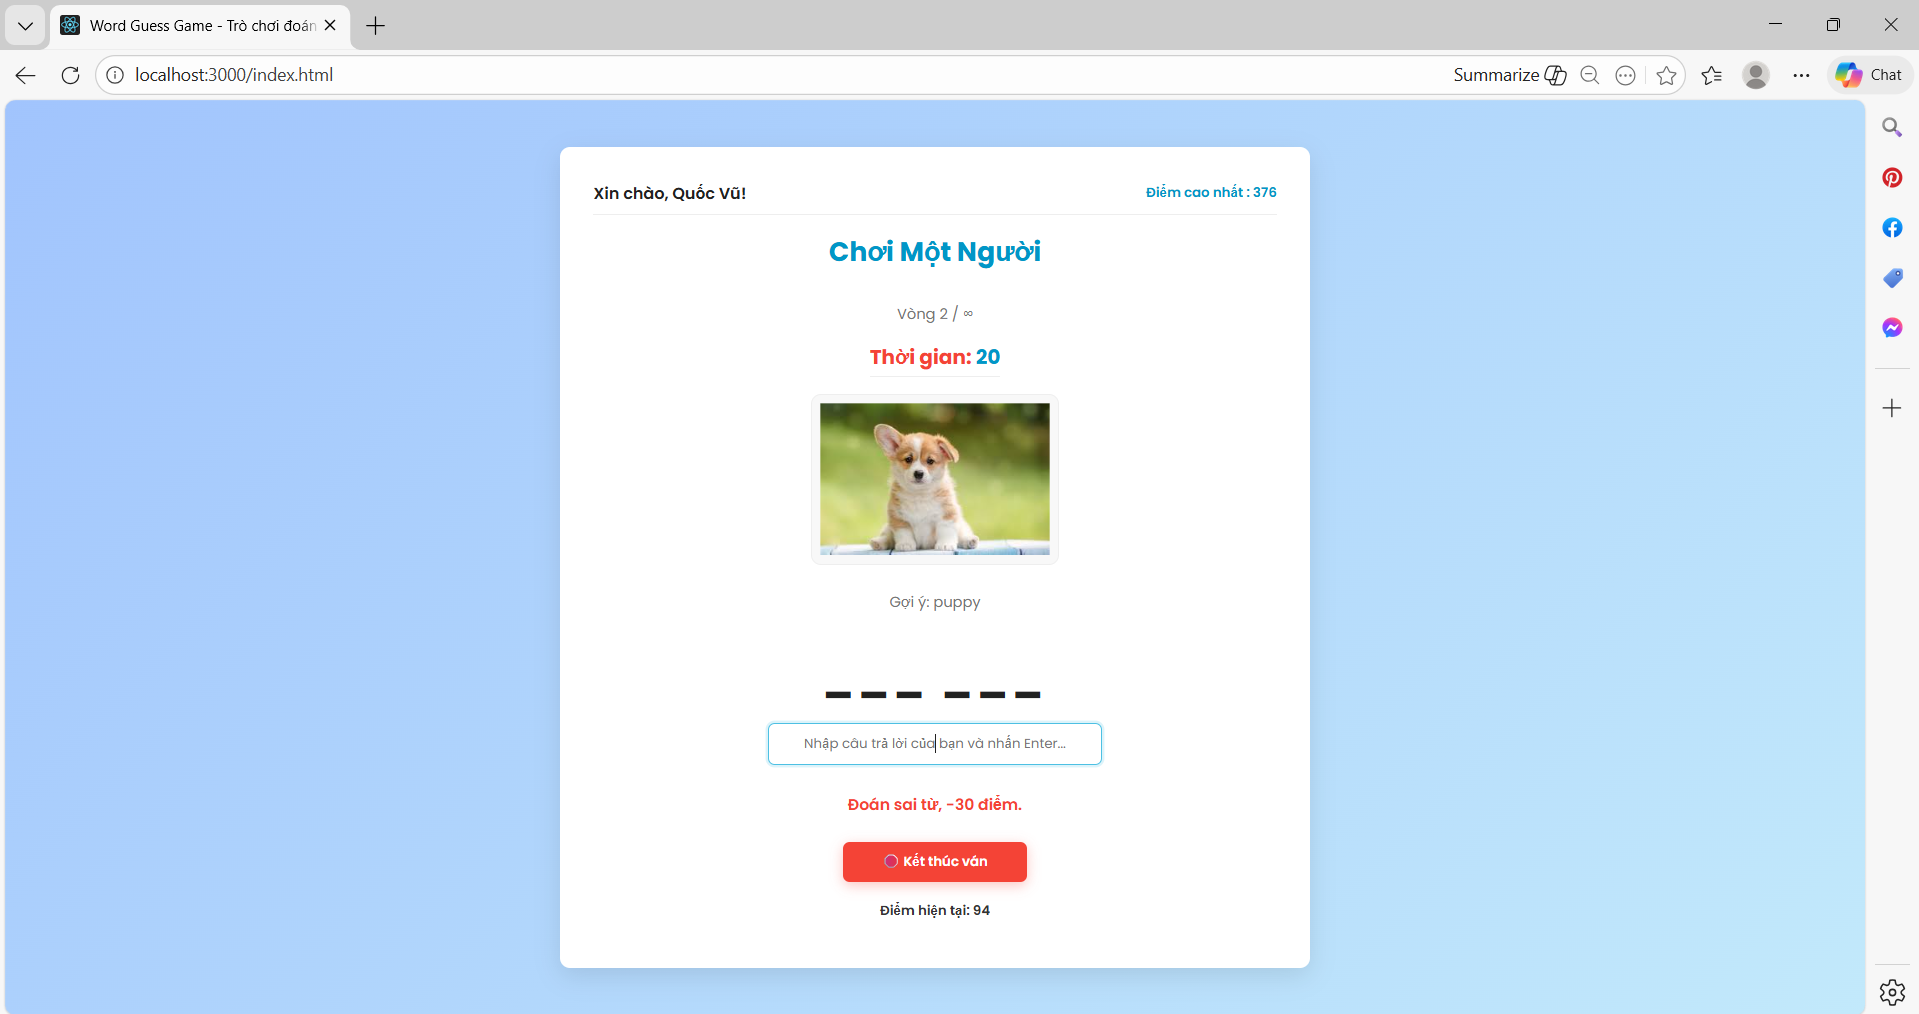 Word Guess Game - Trò chơi đoán
localhost:3000/index.html
Summarize
Chat
Xin chào, Quốc Vũ!
Điểm cao nhất : 376
Chơi Một Người
Vòng 2 / ∞
Thời gian: 20
Gợi ý: puppy
_ _ _  _ _ _
Nhập câu trả lời của bạn và nhấn Enter...
Đoán sai từ, -30 điểm.
Kết thúc ván
Điểm hiện tại: 94